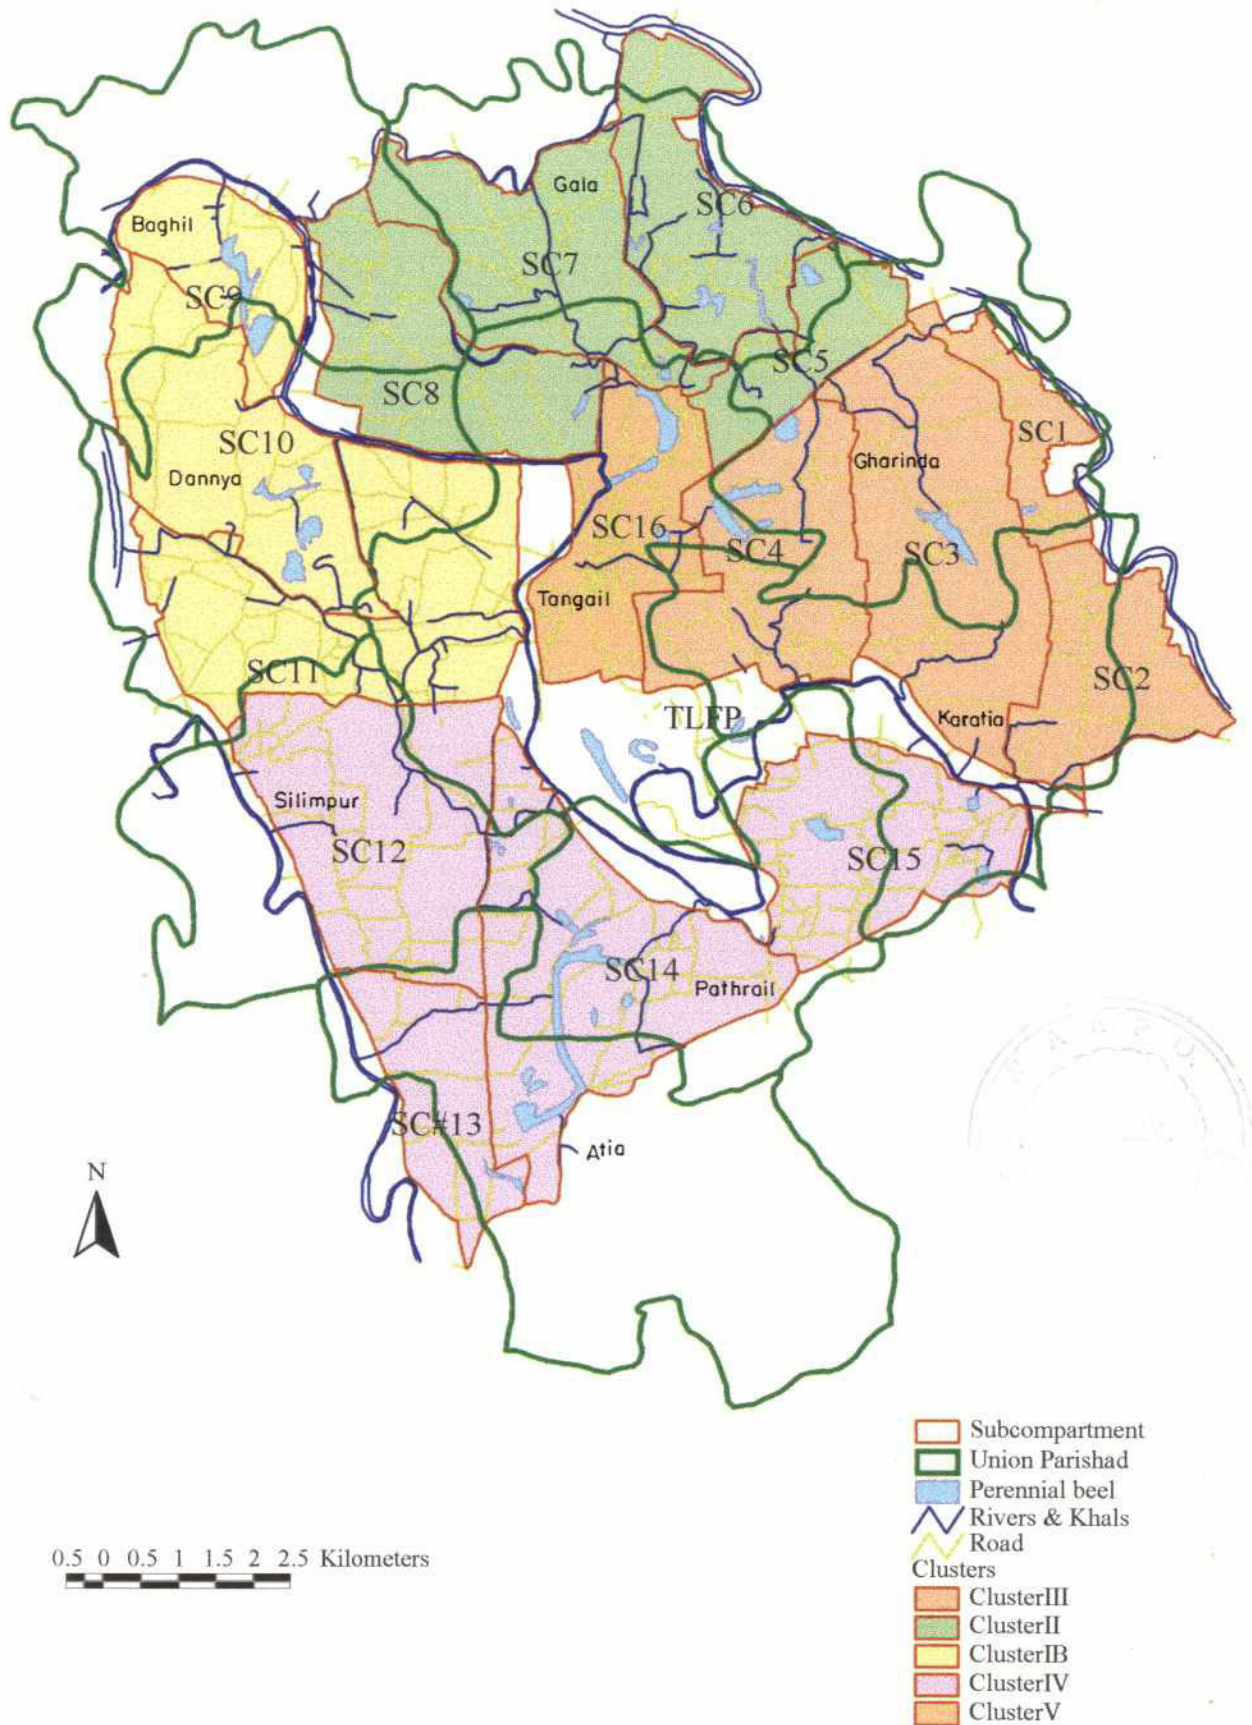 Gala
SC6
Baghil
SC7
SC9
SC5
SC8
SC10
SC1
Dannya
Gharinda
SC16
SC4
SC3
Tangail
SC11
SC2
TLFP
Karatia
Silimpur
SC12
SC15
SC14
Pathrail
SC#13
Atia
N
Subcompartment
Union Parishad
Perennial beel
Rivers & Khals
Road
Clusters
ClusterIII
ClusterII
ClusterIB
ClusterIV
ClusterV
0.5 0 0.5 1 1.5 2 2.5 Kilometers